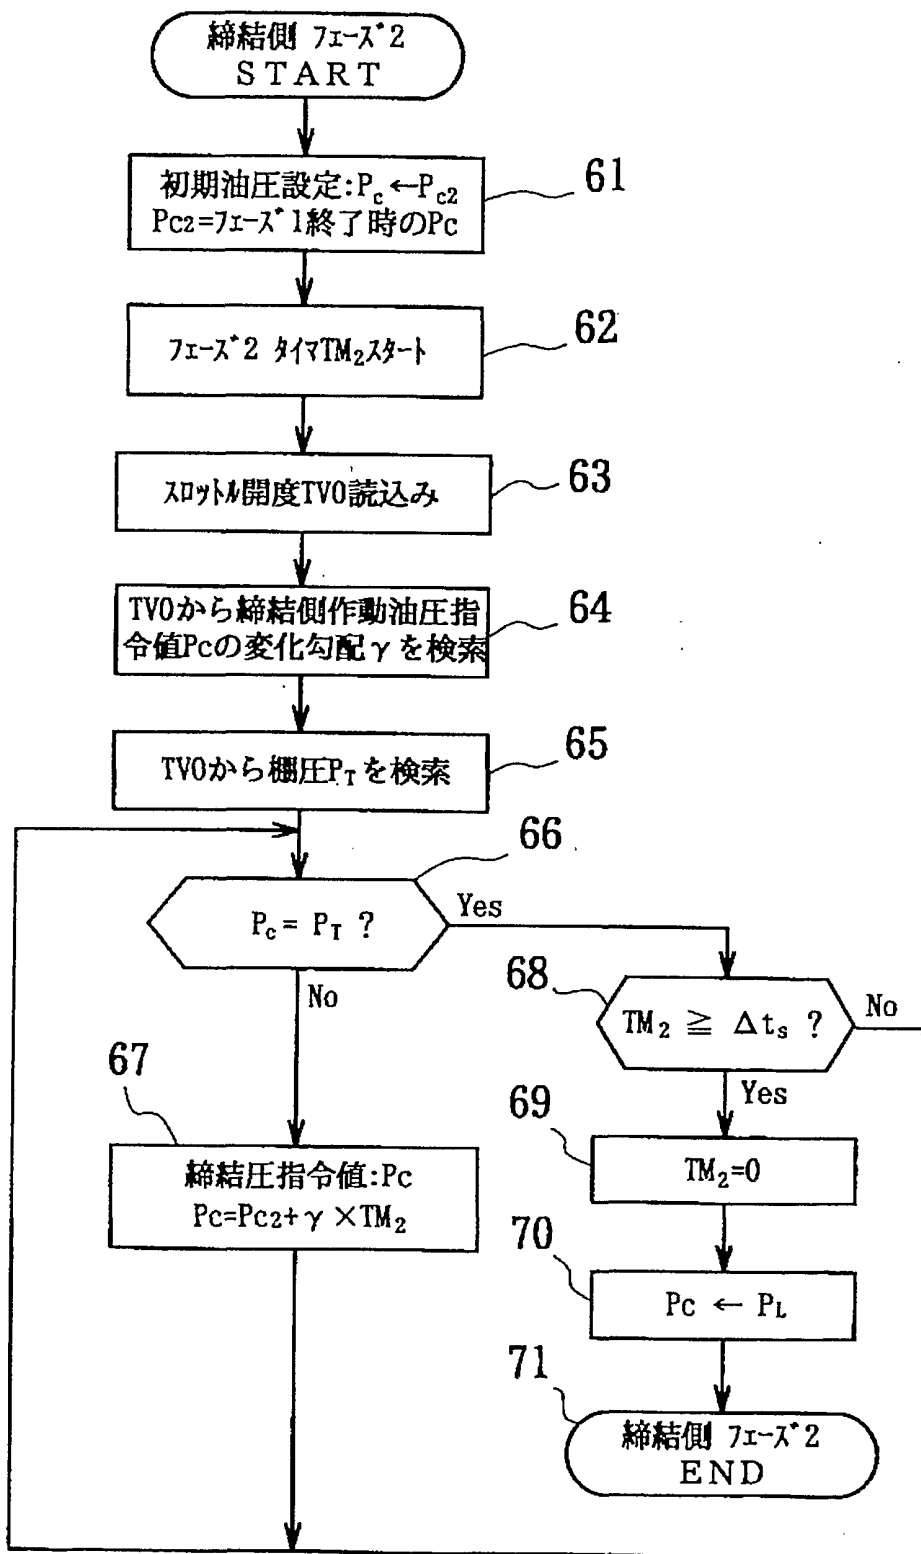 締結側 ﾌｪｰｽﾞ2
START
61
初期油圧設定:Pc←Pc2
Pc2=ﾌｪｰｽﾞ1終了時のPc
62
ﾌｪｰｽﾞ2 ﾀｲﾏTM2ｽﾀｰﾄ
63
ｽﾛｯﾄﾙ開度TVO読込み
64
TVOから締結側作動油圧指
令値Pcの変化勾配γを検索
65
TVOから棚圧PTを検索
66
Pc = PT ?
Yes
No
68
TM2 ≧ Δts ?
No
Yes
67
締結圧指令値:Pc
Pc=Pc2+γ×TM2
69
TM2=0
70
Pc ← PL
71
締結側 ﾌｪｰｽﾞ2
END